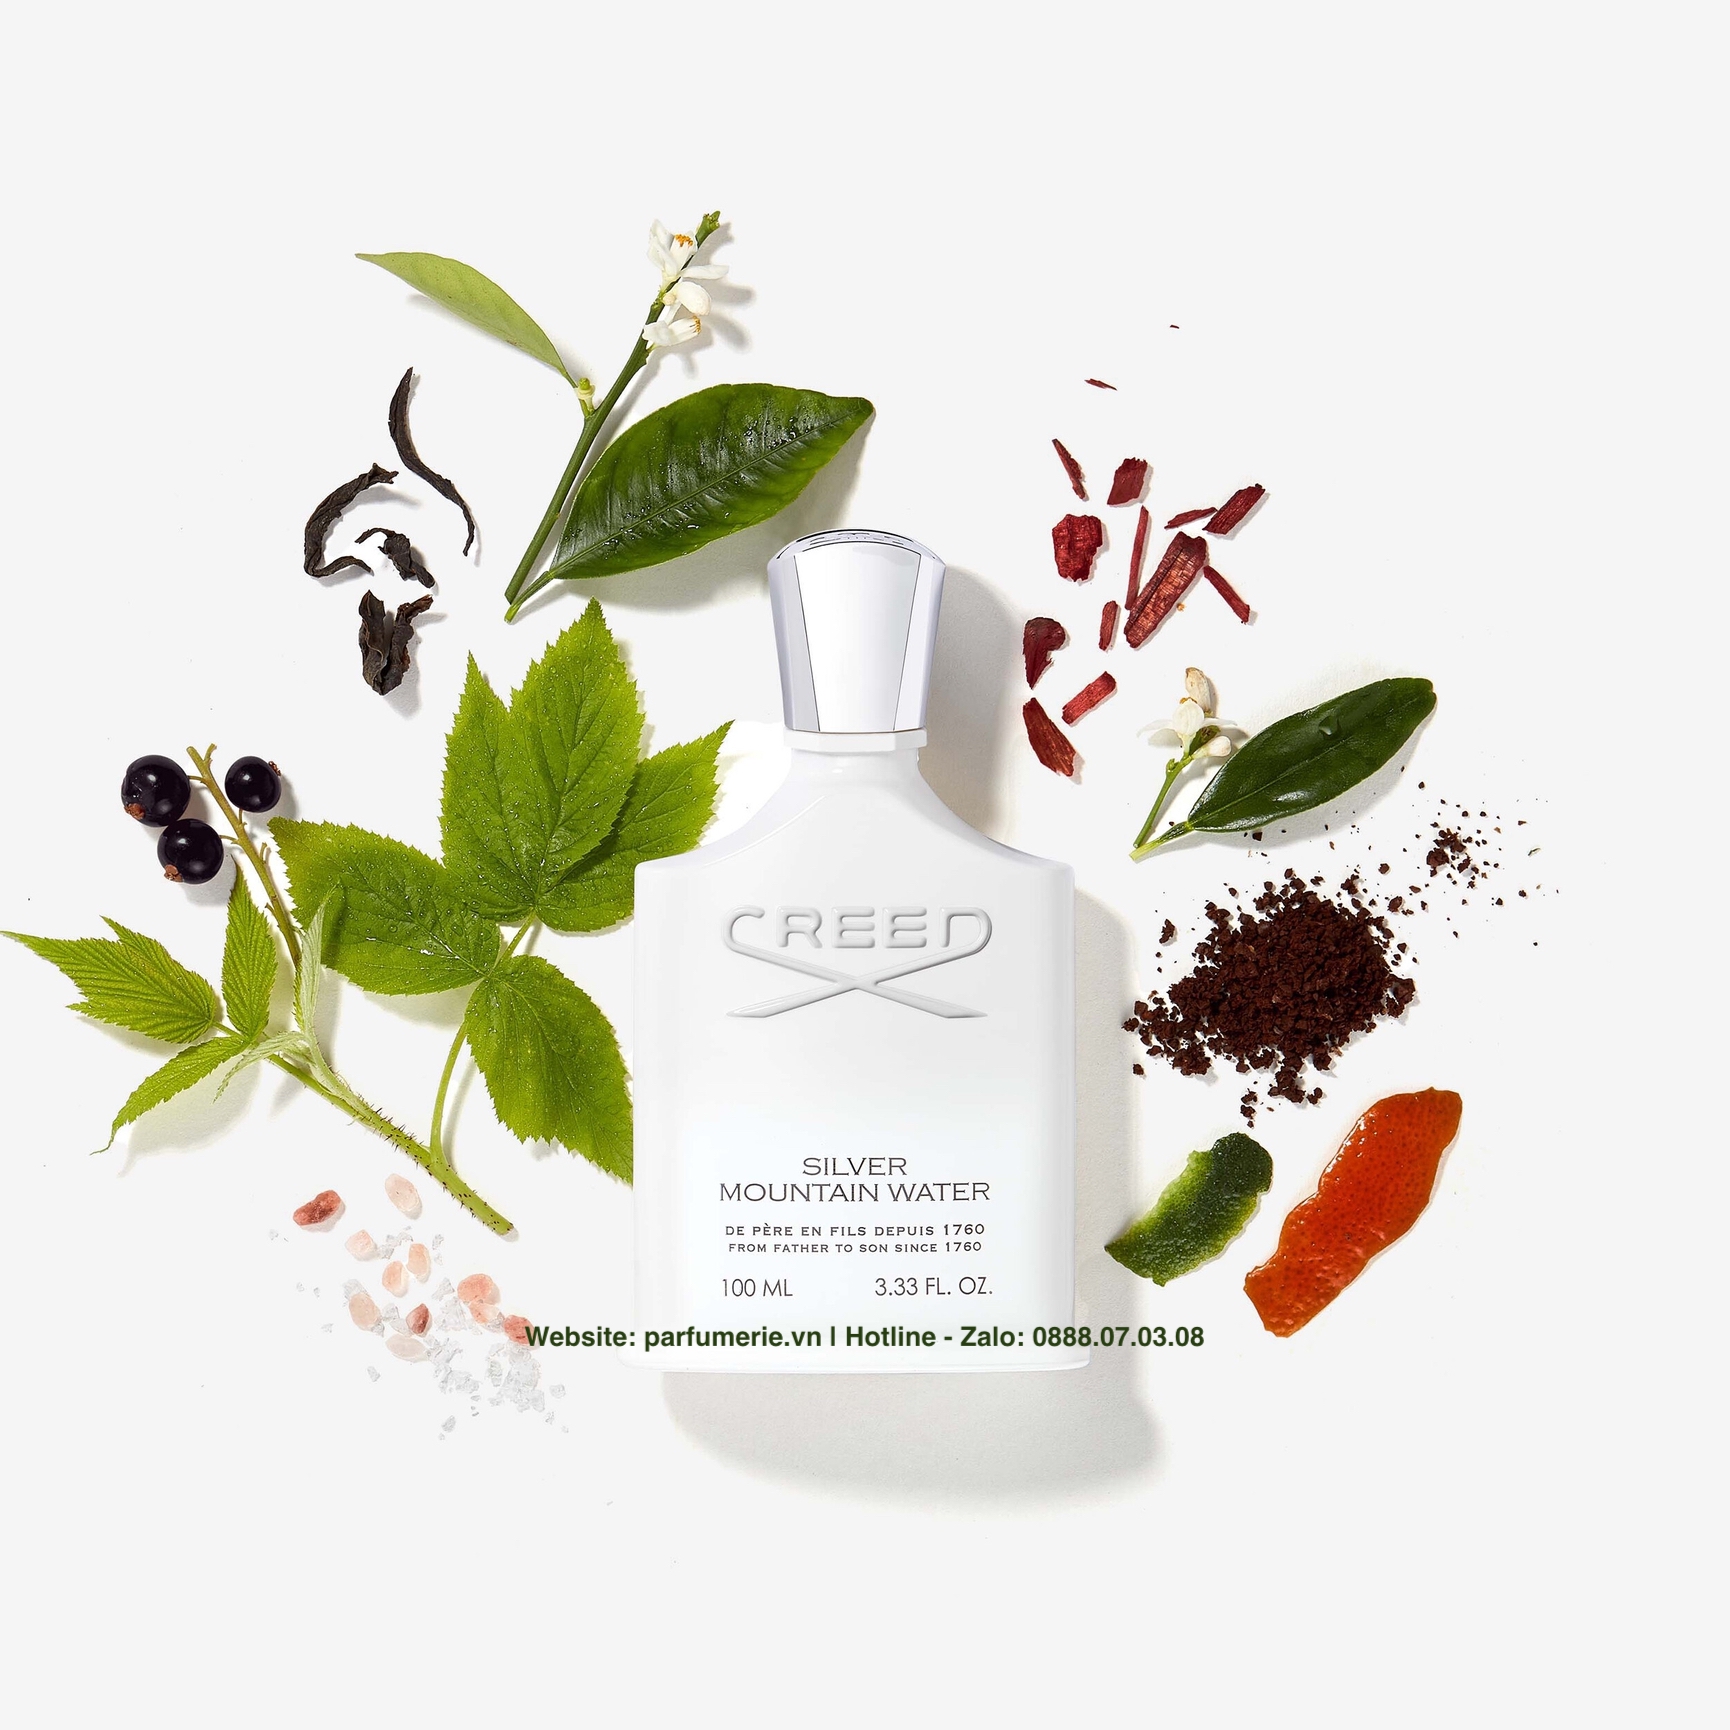 CREED
SILVER
MOUNTAIN WATER
DE PÈRE EN FILS DEPUIS 1760
FROM FATHER TO SON SINCE 1760
100 ML 3.33 FL. OZ.
Website: parfumerie.vn | Hotline - Zalo: 0888.07.03.08